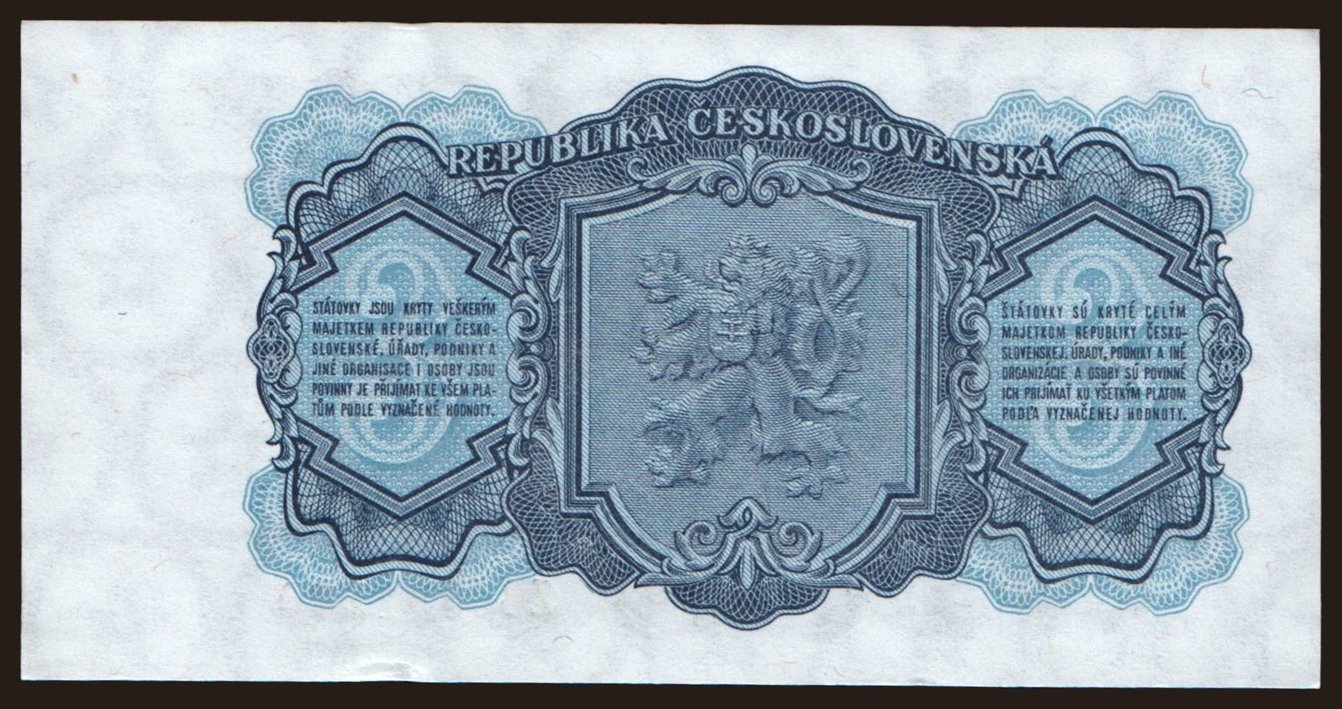 REPUBLIKA ČESKOSLOVENSKÁ
3
STÁTOVKY JSOU KRYTY VEŠKERÝM
MAJETKEM REPUBLIKY ČESKO-
SLOVENSKÉ. ÚŘADY, PODNIKY A
JINÉ ORGANISACE I OSOBY JSOU
POVINNY JE PŘIJÍMAT KE VŠEM PLA-
TŮM PODLE VYZNAČENÉ HODNOTY.
3
ŠTÁTOVKY SÚ KRYTÉ CELÝM
MAJETKOM REPUBLIKY ČESKO-
SLOVENSKEJ. ÚRADY, PODNIKY A INÉ
ORGANIZÁCIE A OSOBY SÚ POVINNÉ
ICH PRIJÍMAŤ KU VŠETKÝM PLATOM
PODĽA VYZNAČENEJ HODNOTY.